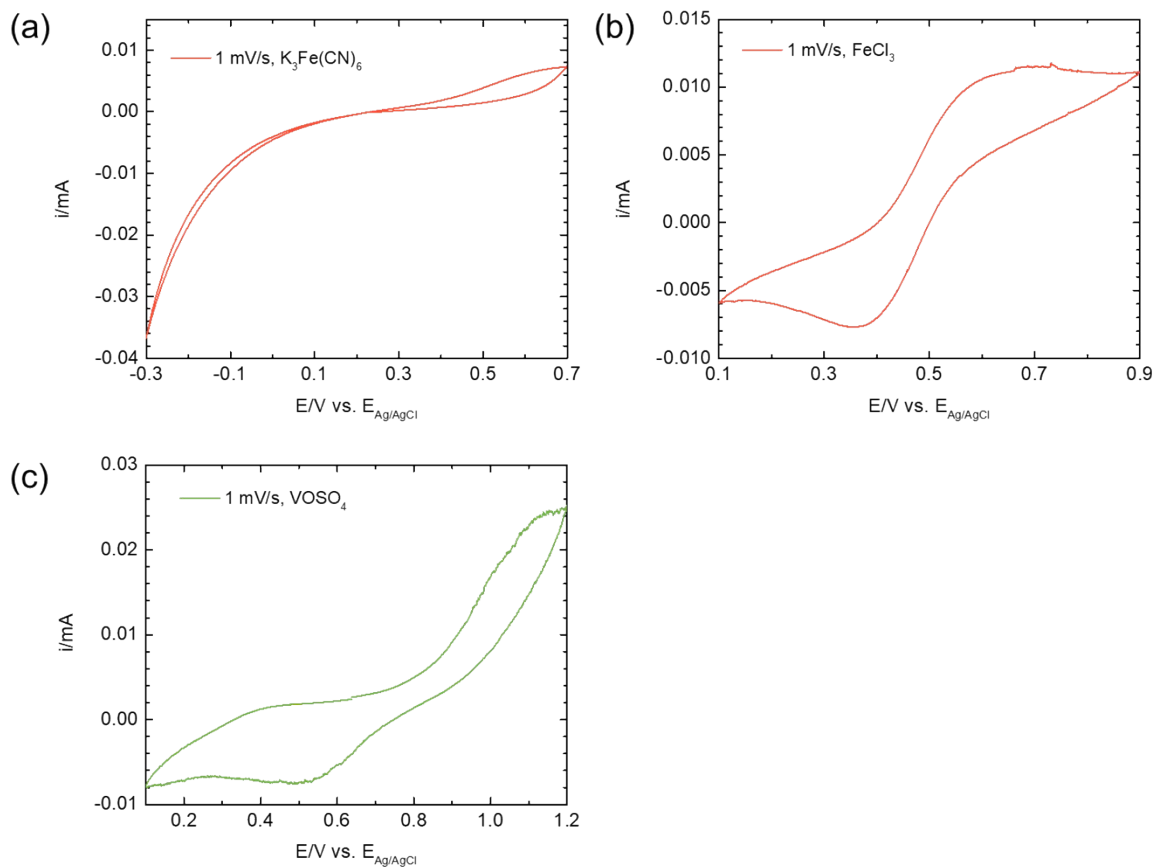 (a)
1 mV/s, K₃Fe(CN)₆
0.01
0.00
-0.01
-0.02
-0.03
-0.04
i/mA
-0.3
-0.1
0.1
0.3
0.5
0.7
E/V vs. E_Ag/AgCl
(b)
1 mV/s, FeCl₃
0.015
0.010
0.005
0.000
-0.005
-0.010
i/mA
0.1
0.3
0.5
0.7
0.9
E/V vs. E_Ag/AgCl
(c)
1 mV/s, VOSO₄
0.03
0.02
0.01
0.00
-0.01
i/mA
0.2
0.4
0.6
0.8
1.0
1.2
E/V vs. E_Ag/AgCl